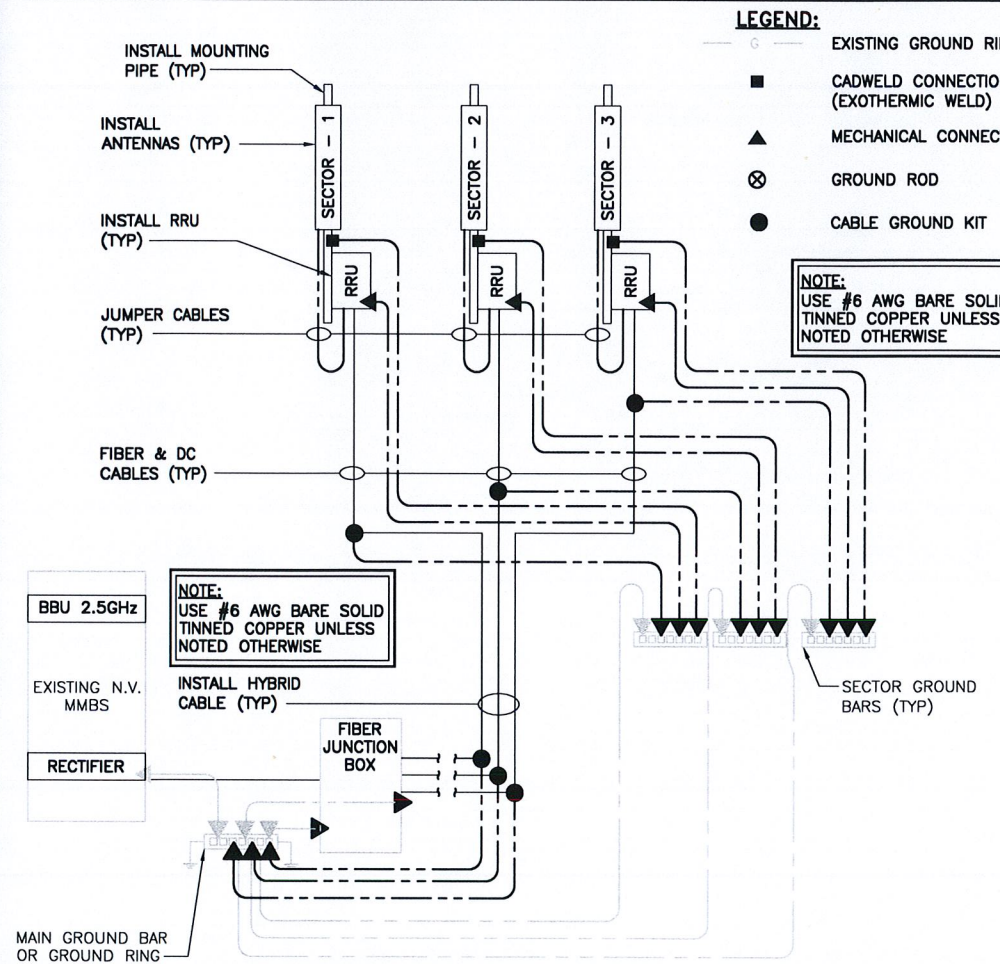 LEGEND:
G EXISTING GROUND
CADWELD
(EXOTHERMIC WELD)
MECHANICAL
GROUND ROD
CABLE GROUND KIT
INSTALL MOUNTING
PIPE (TYP)
INSTALL
ANTENNAS (TYP)
SECTOR - 1
SECTOR - 2
SECTOR - 3
INSTALL RRU
(TYP)
RRU
RRU
RRU
NOTE:
USE #6 AWG BARE
TINNED COPPER UNLESS
NOTED OTHERWISE
JUMPER CABLES
(TYP)
FIBER & DC
CABLES (TYP)
NOTE:
USE #6 AWG BARE SOLID
TINNED COPPER UNLESS
NOTED OTHERWISE
BBU 2.5GHz
EXISTING N.V.
MMBS
RECTIFIER
INSTALL HYBRID
CABLE (TYP)
FIBER
JUNCTION
BOX
SECTOR GROUND
BARS (TYP)
MAIN GROUND BAR
OR GROUND RING